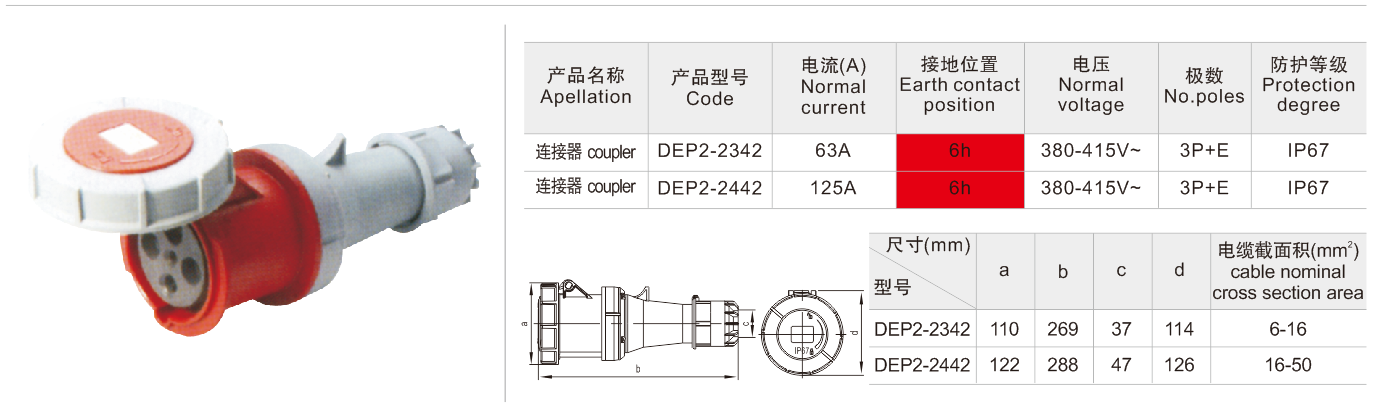 产品名称 产品型号 电流(A) 接地位置 电压 极数 防护等级
Apellation Code Normal current Earth contact position Normal voltage No.poles Protection degree
连接器 coupler DEP2-2342 63A 6h 380-415V~ 3P+E IP67
连接器 coupler DEP2-2442 125A 6h 380-415V~ 3P+E IP67
a
b
c
IP67
d
尺寸(mm)
型号
a b c d 电缆截面积(mm²)
cable nominal
cross section area
DEP2-2342 110 269 37 114 6-16
DEP2-2442 122 288 47 126 16-50